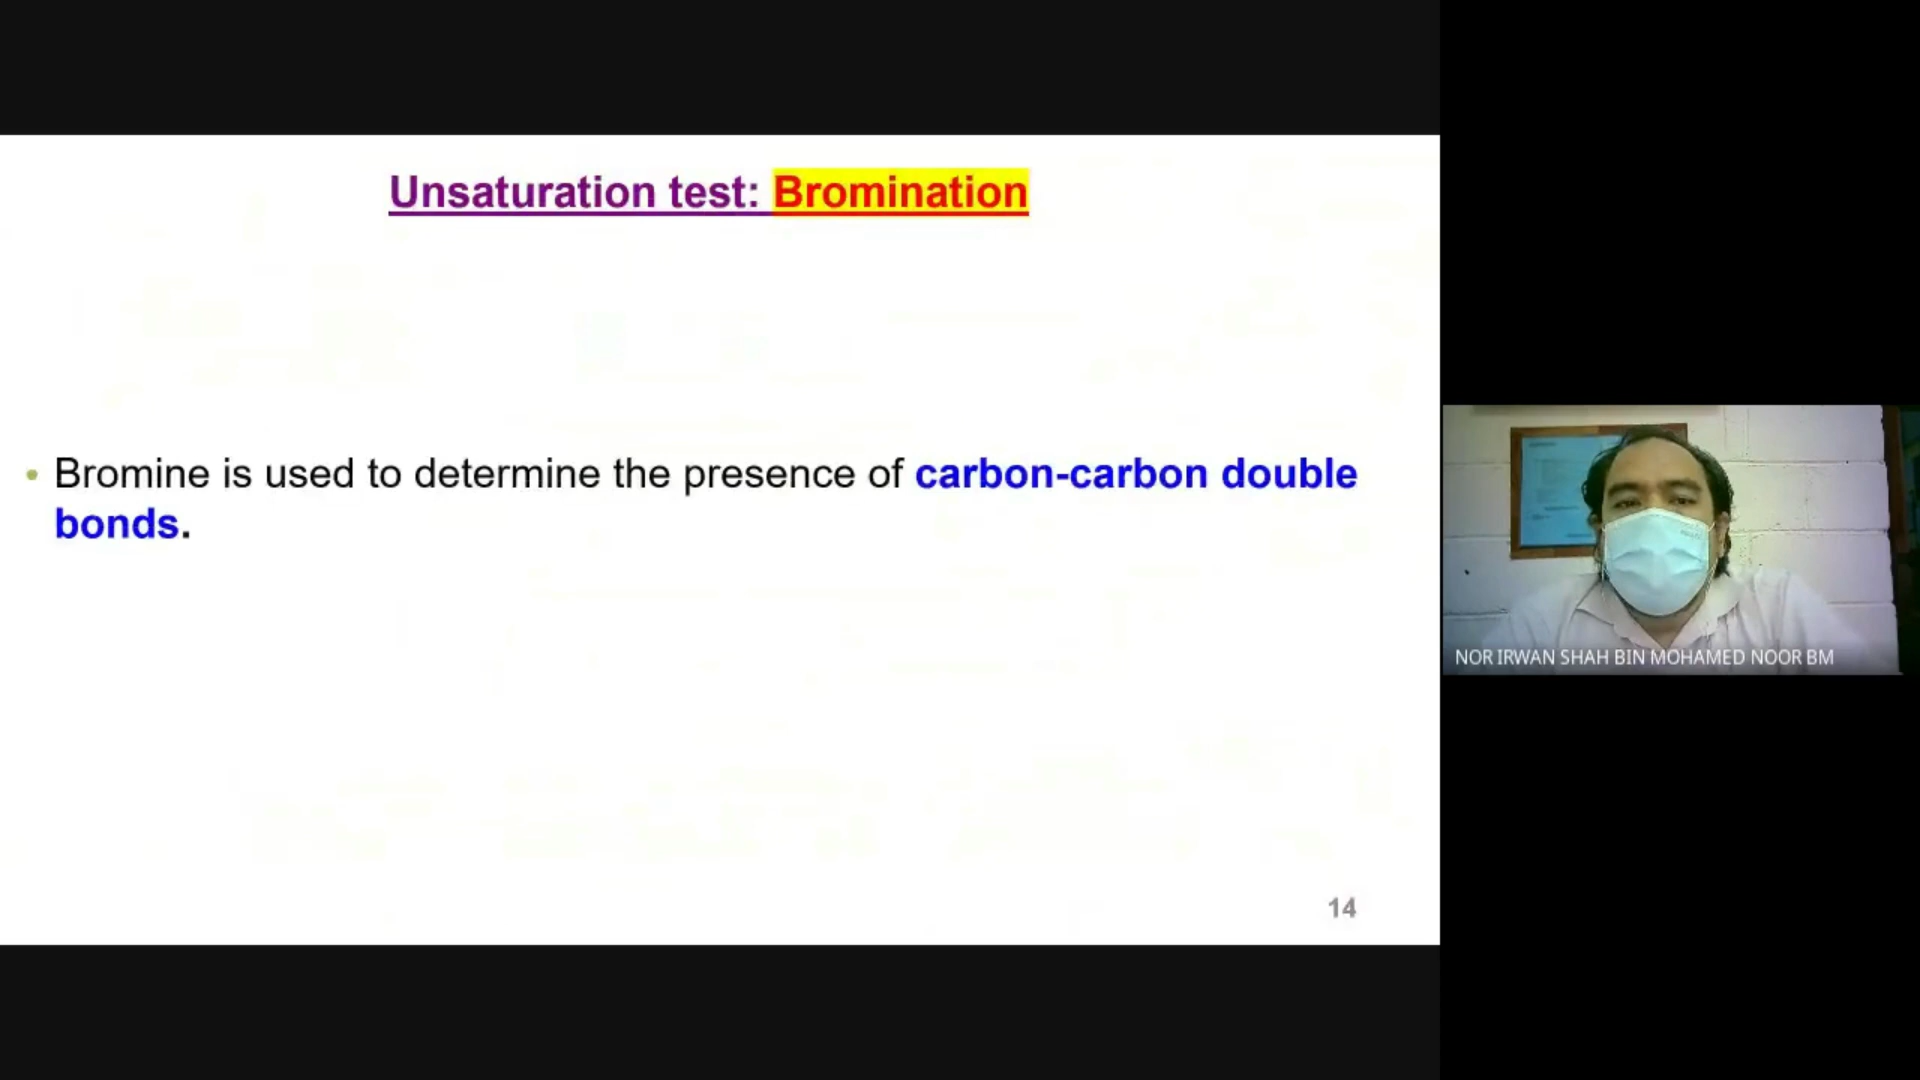 Unsaturation test: Bromination
• Bromine is used to determine the presence of carbon-carbon double
bonds.
14
NOR IRWAN SHAH BIN MOHAMED NOOR BM